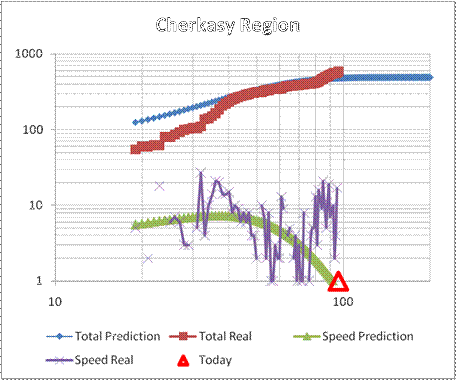 Cherkasy Region
1000
100
10
1
10
100
Total Prediction
Total Real
Speed Prediction
Speed Real
Today